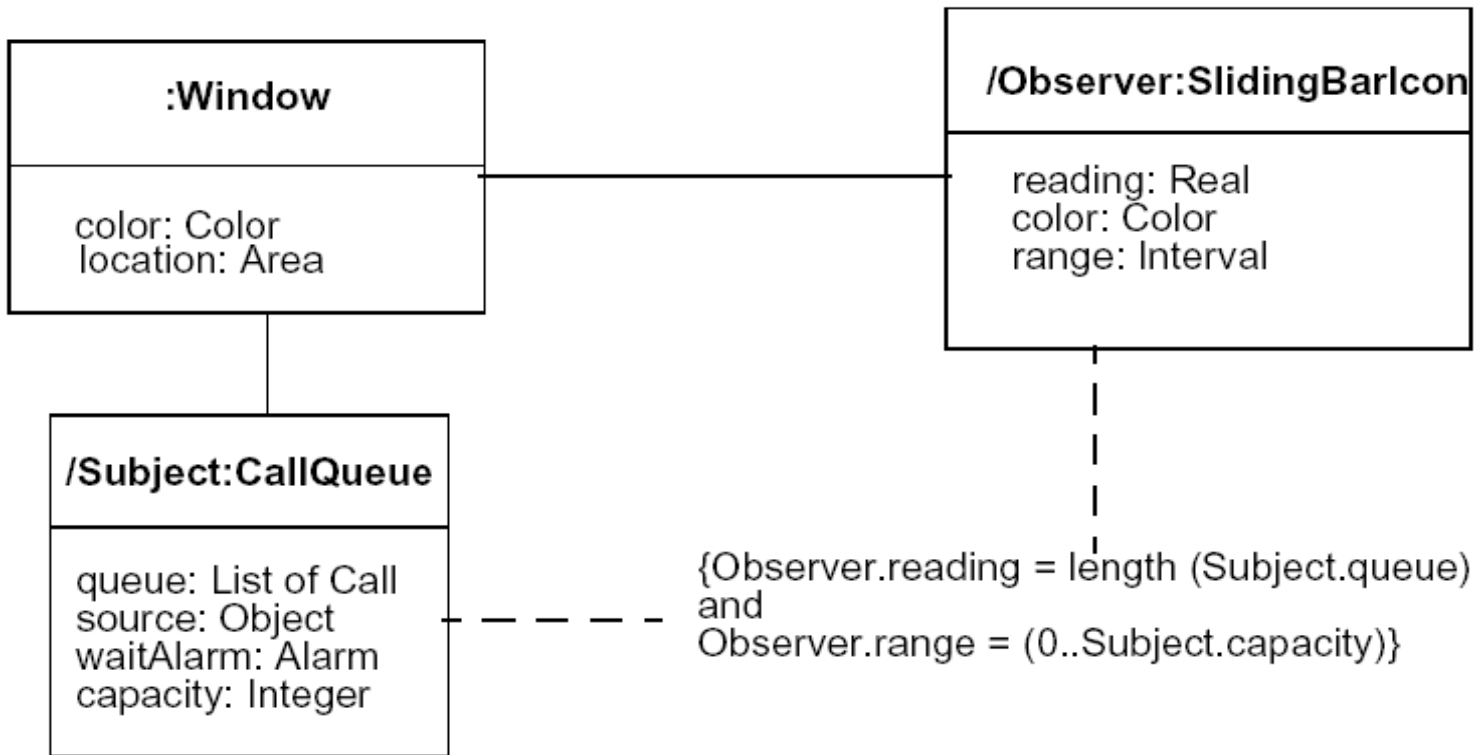 :Window
color: Color
location: Area
/Observer:SlidingBarIcon
reading: Real
color: Color
range: Interval
/Subject:CallQueue
queue: List of Call
source: Object
waitAlarm: Alarm
capacity: Integer
{Observer.reading = length (Subject.queue)
and
Observer.range = (0..Subject.capacity)}